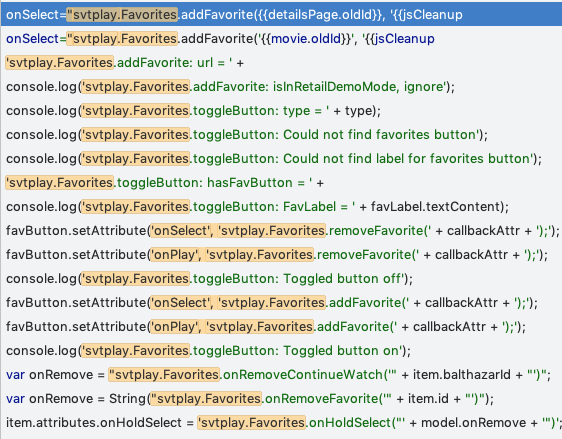 onSelect="svtplay.Favorites.addFavorite({{detailsPage.oldId}}, '{{jsCleanup
onSelect="svtplay.Favorites.addFavorite('{{movie.oldId}}', '{{jsCleanup
'svtplay.Favorites.addFavorite: url = ' +
console.log('svtplay.Favorites.addFavorite: isInRetailDemoMode, ignore');
console.log('svtplay.Favorites.toggleButton: type = ' + type);
console.log('svtplay.Favorites.toggleButton: Could not find favorites button');
console.log('svtplay.Favorites.toggleButton: Could not find label for favorites button');
'svtplay.Favorites.toggleButton: hasFavButton = ' +
console.log('svtplay.Favorites.toggleButton: FavLabel = ' + favLabel.textContent);
favButton.setAttribute('onSelect', 'svtplay.Favorites.removeFavorite(' + callbackAttr + ');');
favButton.setAttribute('onPlay', 'svtplay.Favorites.removeFavorite(' + callbackAttr + ');');
console.log('svtplay.Favorites.toggleButton: Toggled button off');
favButton.setAttribute('onSelect', 'svtplay.Favorites.addFavorite(' + callbackAttr + ');');
favButton.setAttribute('onPlay', 'svtplay.Favorites.addFavorite(' + callbackAttr + ');');
console.log('svtplay.Favorites.toggleButton: Toggled button on');
var onRemove = "svtplay.Favorites.onRemoveContinueWatch('" + item.balthazarId + "')";
var onRemove = String("svtplay.Favorites.onRemoveFavorite('" + item.id + "')");
item.attributes.onHoldSelect = 'svtplay.Favorites.onHoldSelect("' + model.onRemove + '")';